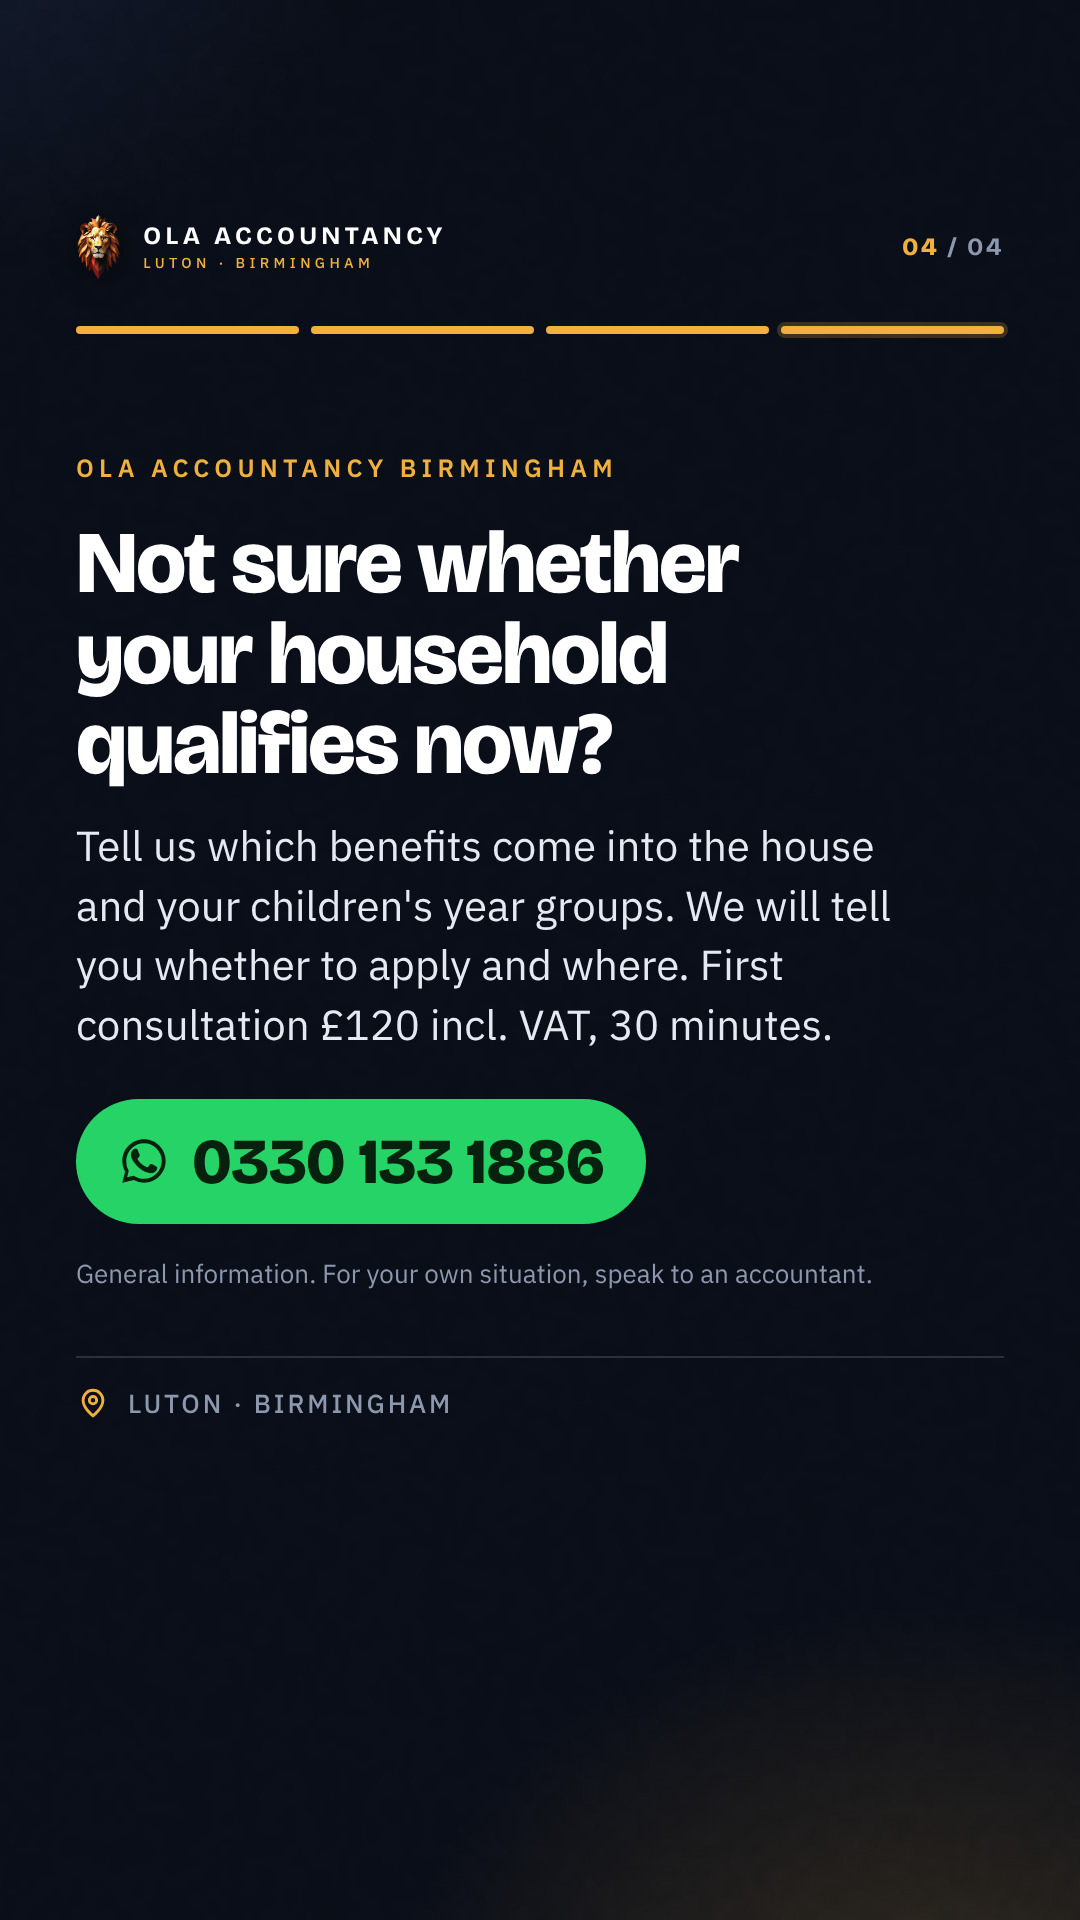 OLA ACCOUNTANCY
LUTON · BIRMINGHAM
04 / 04
OLA ACCOUNTANCY BIRMINGHAM
Not sure whether
your household
qualifies now?
Tell us which benefits come into the house
and your children's year groups. We will tell
you whether to apply and where. First
consultation £120 incl. VAT, 30 minutes.
0330 133 1886
General information. For your own situation, speak to an accountant.
LUTON · BIRMINGHAM